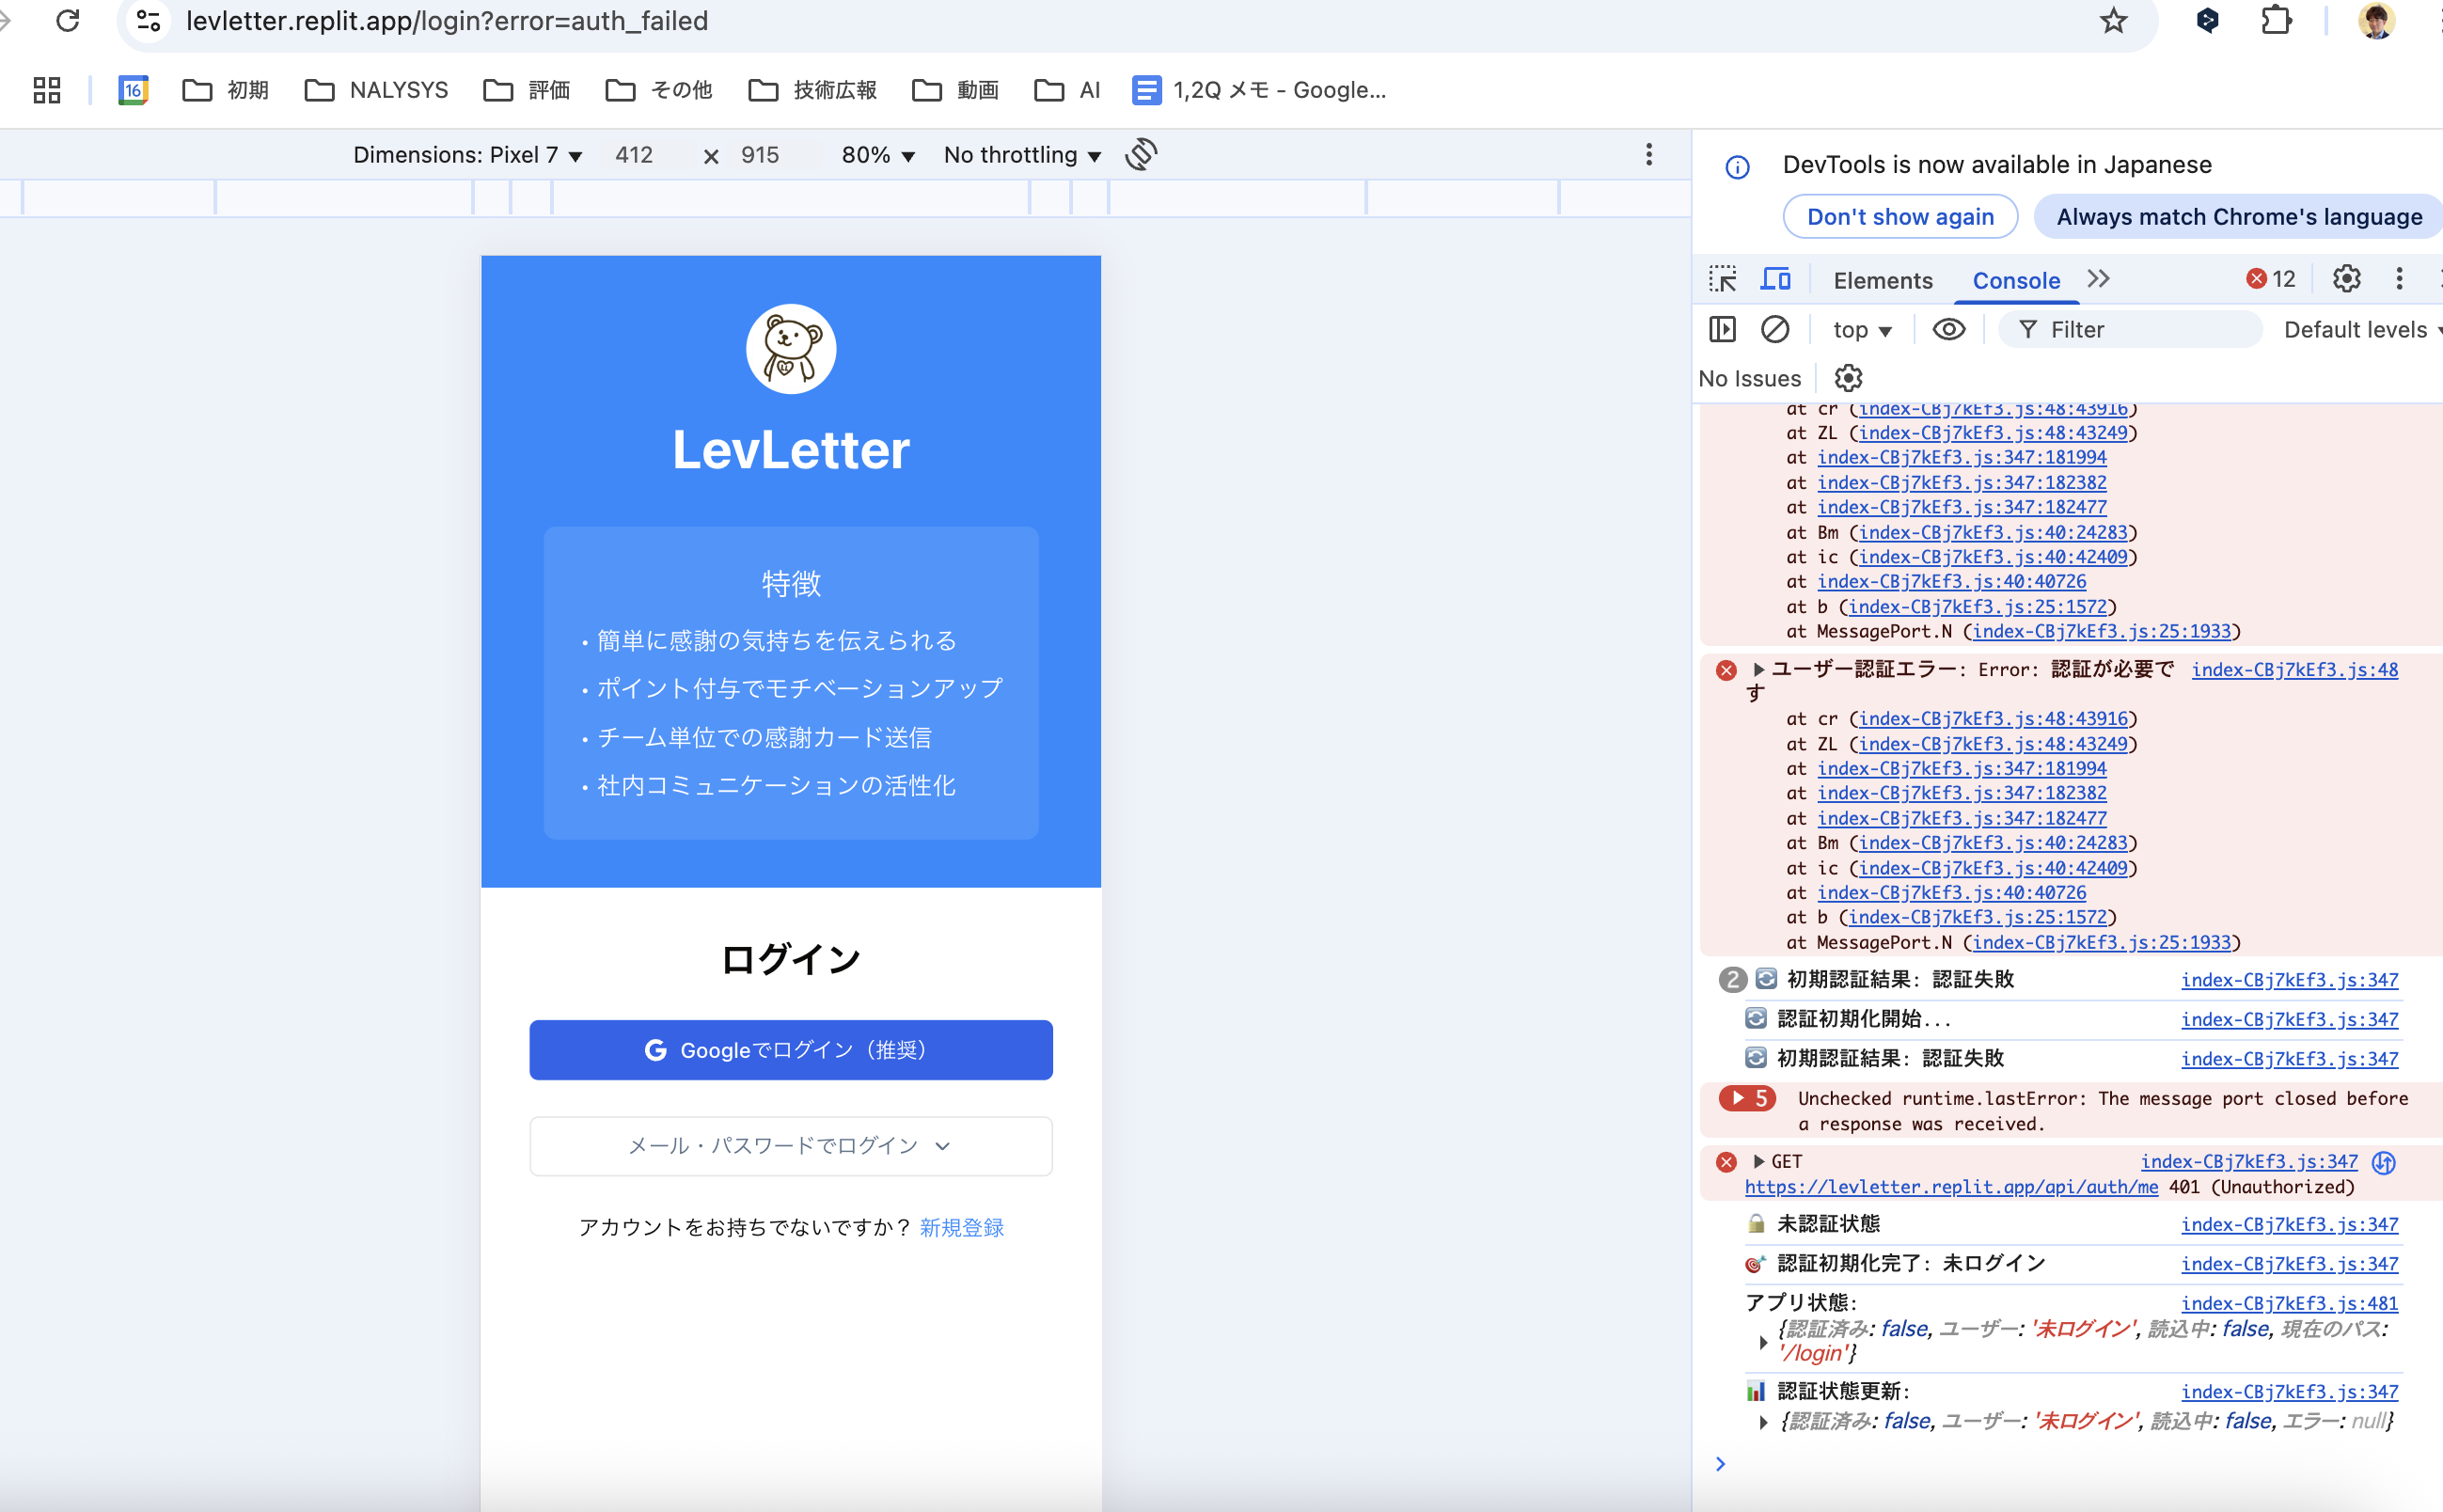 levletter.replit.app/login?error=auth_failed
16
初期
NALYSYS
評価
その他
技術広報
動画
AI
1,2Q メモ - Google...
Dimensions: Pixel 7 ▼ 412 × 915 80% ▼ No throttling ▼
LevLetter
特徴
• 簡単に感謝の気持ちを伝えられる
• ポイント付与でモチベーションアップ
• チーム単位での感謝カード送信
• 社内コミュニケーションの活性化
ログイン
G Googleでログイン（推奨）
メール・パスワードでログイン
アカウントをお持ちでないですか？ 新規登録
DevTools is now available in Japanese
Don't show again
Always match Chrome's language
Elements
Console
12
top ▼
Filter
Default levels
No Issues
at cr (index-CBj7kEf3.js:48:43916)
at ZL (index-CBj7kEf3.js:48:43249)
at index-CBj7kEf3.js:347:181994
at index-CBj7kEf3.js:347:182382
at index-CBj7kEf3.js:347:182477
at Bm (index-CBj7kEf3.js:40:24283)
at ic (index-CBj7kEf3.js:40:42409)
at index-CBj7kEf3.js:40:40726
at b (index-CBj7kEf3.js:25:1572)
at MessagePort.N (index-CBj7kEf3.js:25:1933)
ユーザー認証エラー: Error: 認証が必要で index-CBj7kEf3.js:48
す
at cr (index-CBj7kEf3.js:48:43916)
at ZL (index-CBj7kEf3.js:48:43249)
at index-CBj7kEf3.js:347:181994
at index-CBj7kEf3.js:347:182382
at index-CBj7kEf3.js:347:182477
at Bm (index-CBj7kEf3.js:40:24283)
at ic (index-CBj7kEf3.js:40:42409)
at index-CBj7kEf3.js:40:40726
at b (index-CBj7kEf3.js:25:1572)
at MessagePort.N (index-CBj7kEf3.js:25:1933)
2 🔄 初期認証結果: 認証失敗 index-CBj7kEf3.js:347
🔄 認証初期化開始... index-CBj7kEf3.js:347
🔄 初期認証結果: 認証失敗 index-CBj7kEf3.js:347
5 Unchecked runtime.lastError: The message port closed before
a response was received.
GET index-CBj7kEf3.js:347
https://levletter.replit.app/api/auth/me 401 (Unauthorized)
🔒 未認証状態 index-CBj7kEf3.js:347
🎯 認証初期化完了: 未ログイン index-CBj7kEf3.js:347
アプリ状態: index-CBj7kEf3.js:481
{認証済み: false, ユーザー: '未ログイン', 読込中: false, 現在のパス:
'/login'}
📊 認証状態更新: index-CBj7kEf3.js:347
{認証済み: false, ユーザー: '未ログイン', 読込中: false, エラー: null}